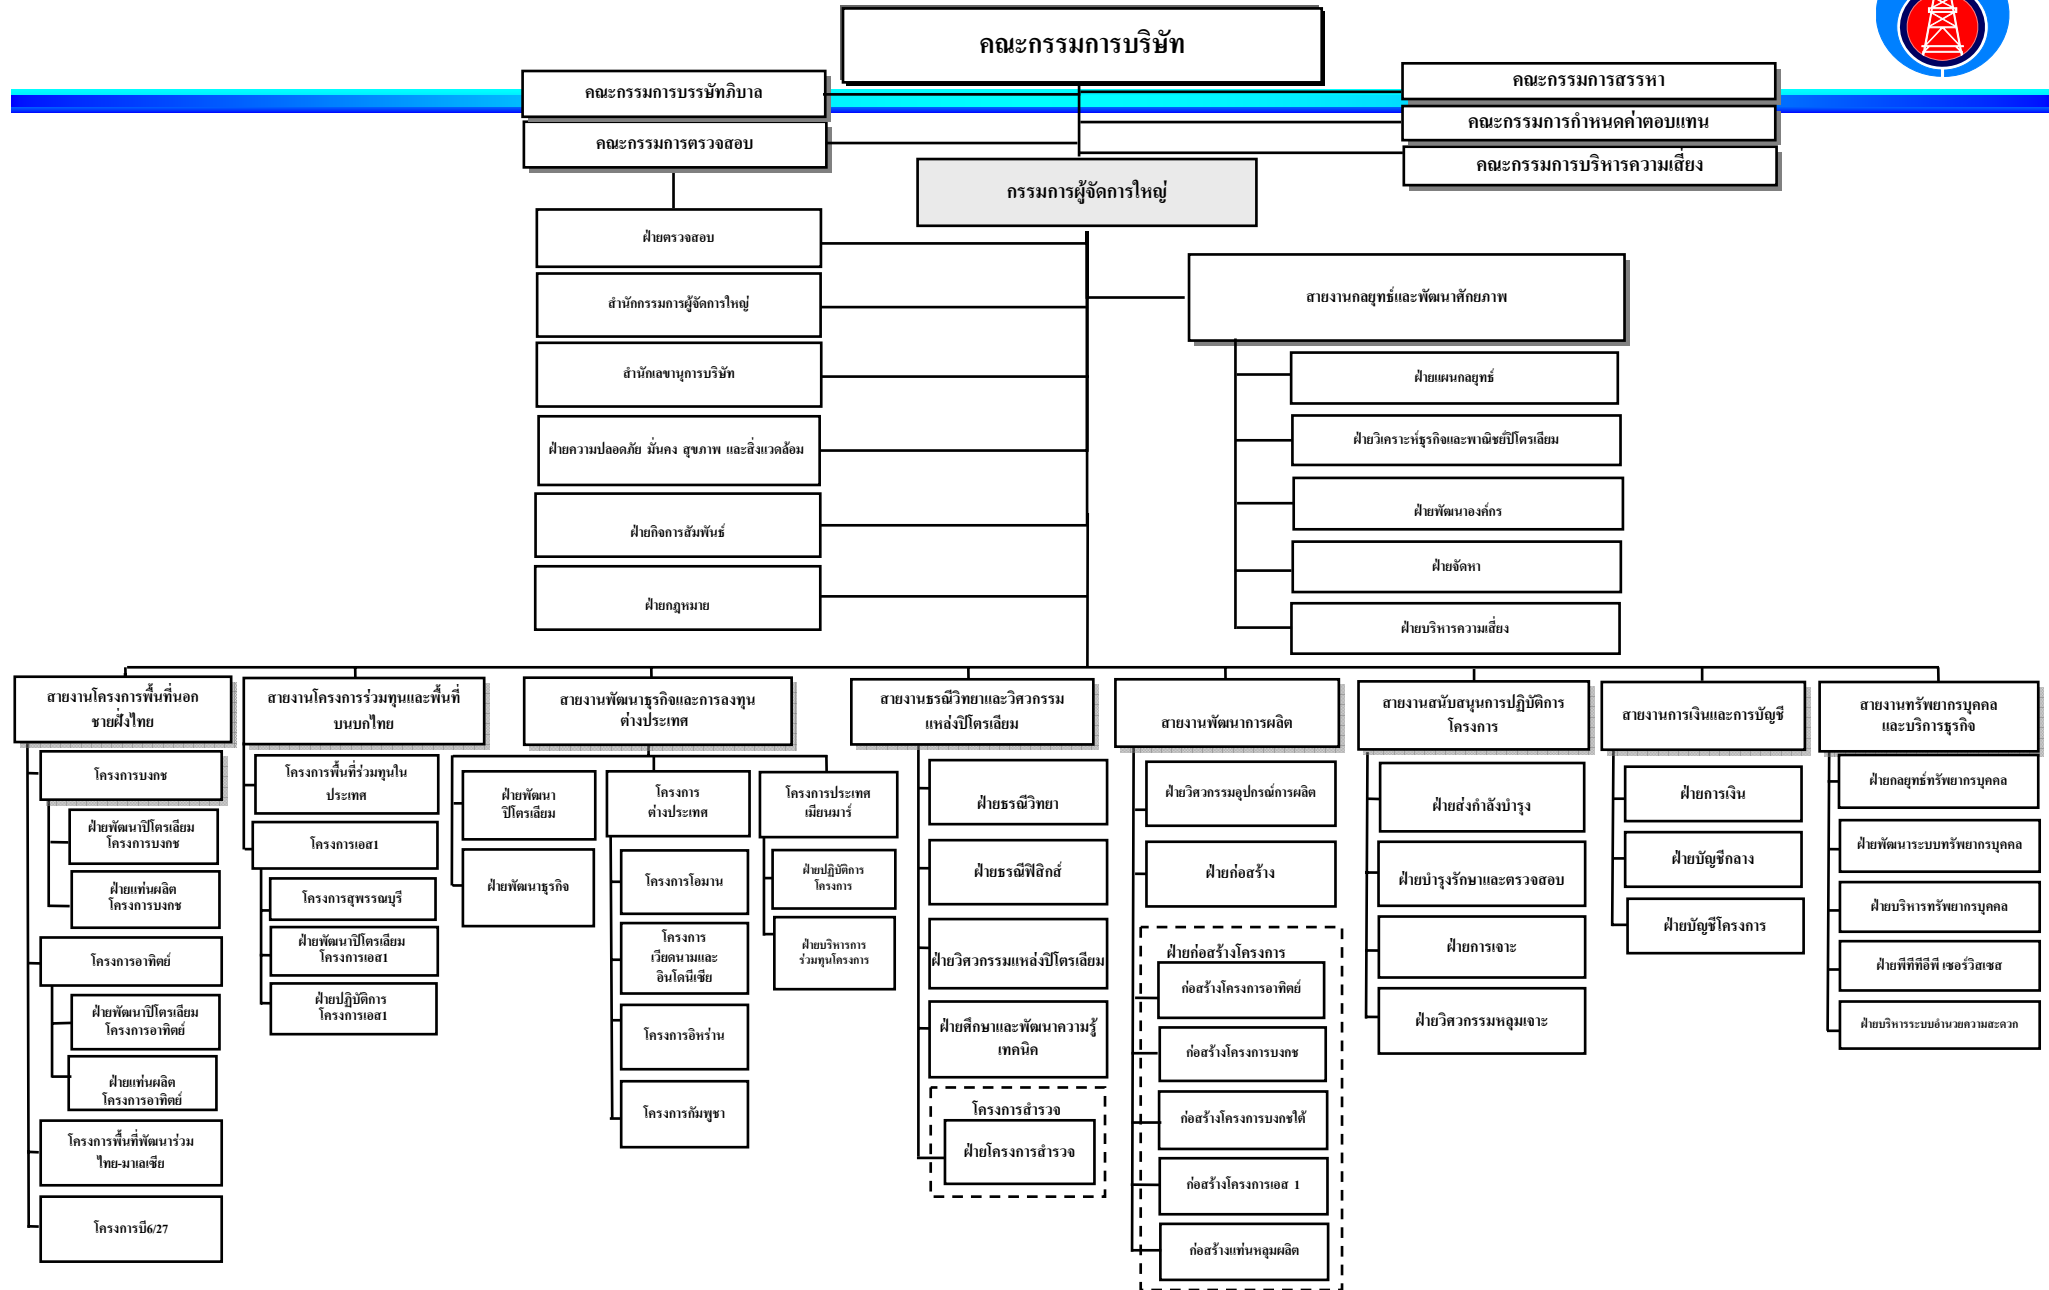 คณะกรรมการบริษัท
คณะกรรมการบรรษัทภิบาล
คณะกรรมการตรวจสอบ
คณะกรรมการสรรหา
คณะกรรมการกำหนดค่าตอบแทน
คณะกรรมการบริหารความเสี่ยง
กรรมการผู้จัดการใหญ่
ฝ่ายตรวจสอบ
สำนักกรรมการผู้จัดการใหญ่
สำนักเลขานุการบริษัท
ฝ่ายความปลอดภัย มั่นคง สุขภาพ และสิ่งแวดล้อม
ฝ่ายกิจการสัมพันธ์
ฝ่ายกฎหมาย
สายงานกลยุทธ์และพัฒนาศักยภาพ
ฝ่ายแผนกลยุทธ์
ฝ่ายวิเคราะห์ธุรกิจและพาณิชย์ปิโตรเลียม
ฝ่ายพัฒนาองค์กร
ฝ่ายจัดหา
ฝ่ายบริหารความเสี่ยง
สายงานโครงการพื้นที่นอก
ชายฝั่งไทย
โครงการบงกช
ฝ่ายพัฒนาปิโตรเลียม
โครงการบงกช
ฝ่ายแท่นผลิต
โครงการบงกช
โครงการอาทิตย์
ฝ่ายพัฒนาปิโตรเลียม
โครงการอาทิตย์
ฝ่ายแท่นผลิต
โครงการอาทิตย์
โครงการพื้นที่พัฒนาร่วม
ไทย-มาเลเซีย
โครงการบี6/27
สายงานโครงการร่วมทุนและพื้นที่
บนบกไทย
โครงการพื้นที่ร่วมทุนใน
ประเทศ
โครงการเอส1
โครงการสุพรรณบุรี
ฝ่ายพัฒนาปิโตรเลียม
โครงการเอส1
ฝ่ายปฏิบัติการ
โครงการเอส1
สายงานพัฒนาธุรกิจและการลงทุน
ต่างประเทศ
ฝ่ายพัฒนา
ปิโตรเลียม
ฝ่ายพัฒนาธุรกิจ
โครงการ
ต่างประเทศ
โครงการโอมาน
โครงการ
เวียดนามและ
อินโดนีเซีย
โครงการอิหร่าน
โครงการกัมพูชา
โครงการประเทศ
เมียนมาร์
ฝ่ายปฏิบัติการ
โครงการ
ฝ่ายบริหารการ
ร่วมทุนโครงการ
สายงานธรณีวิทยาและวิศวกรรม
แหล่งปิโตรเลียม
ฝ่ายธรณีวิทยา
ฝ่ายธรณีฟิสิกส์
ฝ่ายวิศวกรรมแหล่งปิโตรเลียม
ฝ่ายศึกษาและพัฒนาความรู้
เทคนิค
โครงการสำรวจ
ฝ่ายโครงการสำรวจ
สายงานพัฒนาการผลิต
ฝ่ายวิศวกรรมอุปกรณ์การผลิต
ฝ่ายก่อสร้าง
ฝ่ายก่อสร้างโครงการ
ก่อสร้างโครงการอาทิตย์
ก่อสร้างโครงการบงกช
ก่อสร้างโครงการบงกชใต้
ก่อสร้างโครงการเอส 1
ก่อสร้างแท่นหลุมผลิต
สายงานสนับสนุนการปฏิบัติการ
โครงการ
ฝ่ายส่งกำลังบำรุง
ฝ่ายบำรุงรักษาและตรวจสอบ
ฝ่ายการเจาะ
ฝ่ายวิศวกรรมหลุมเจาะ
สายงานการเงินและการบัญชี
ฝ่ายการเงิน
ฝ่ายบัญชีกลาง
ฝ่ายบัญชีโครงการ
สายงานทรัพยากรบุคคล
และบริการธุรกิจ
ฝ่ายกลยุทธ์ทรัพยากรบุคคล
ฝ่ายพัฒนาระบบทรัพยากรบุคคล
ฝ่ายบริหารทรัพยากรบุคคล
ฝ่ายพีทีทีอีพี เซอร์วิสเซส
ฝ่ายบริหารระบบอำนวยความสะดวก